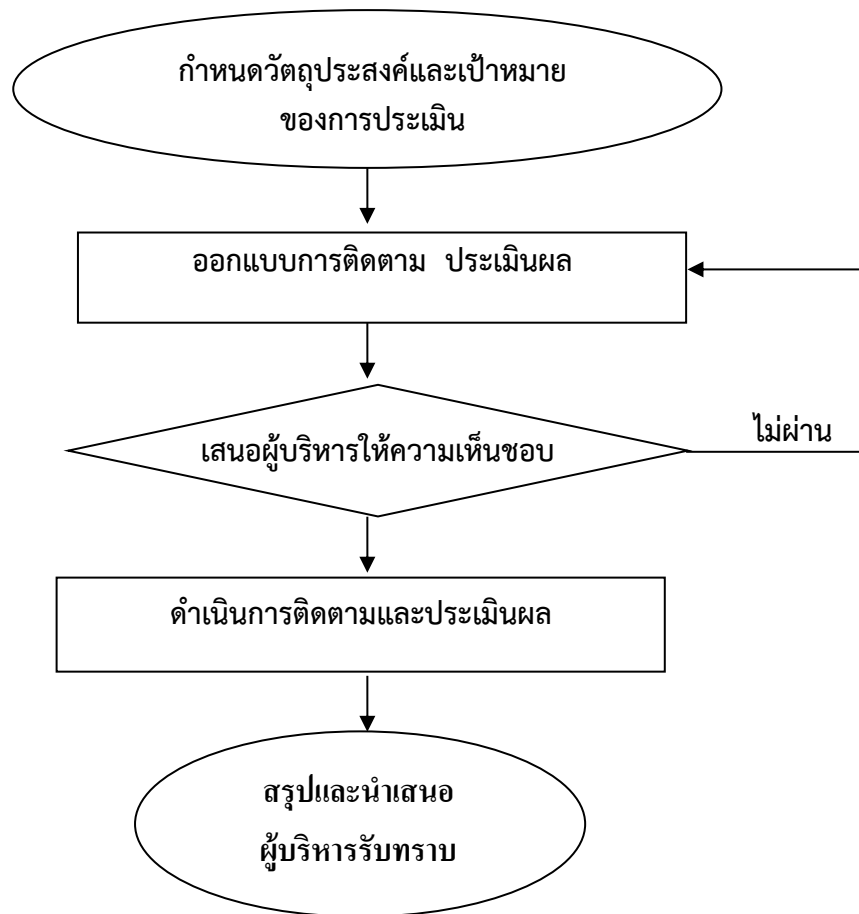 กำหนดวัตถุประสงค์และเป้าหมาย
ของการประเมิน
ออกแบบการติดตาม ประเมินผล
เสนอผู้บริหารให้ความเห็นชอบ
ไม่ผ่าน
ดำเนินการติดตามและประเมินผล
สรุปและนำเสนอ
ผู้บริหารรับทราบ